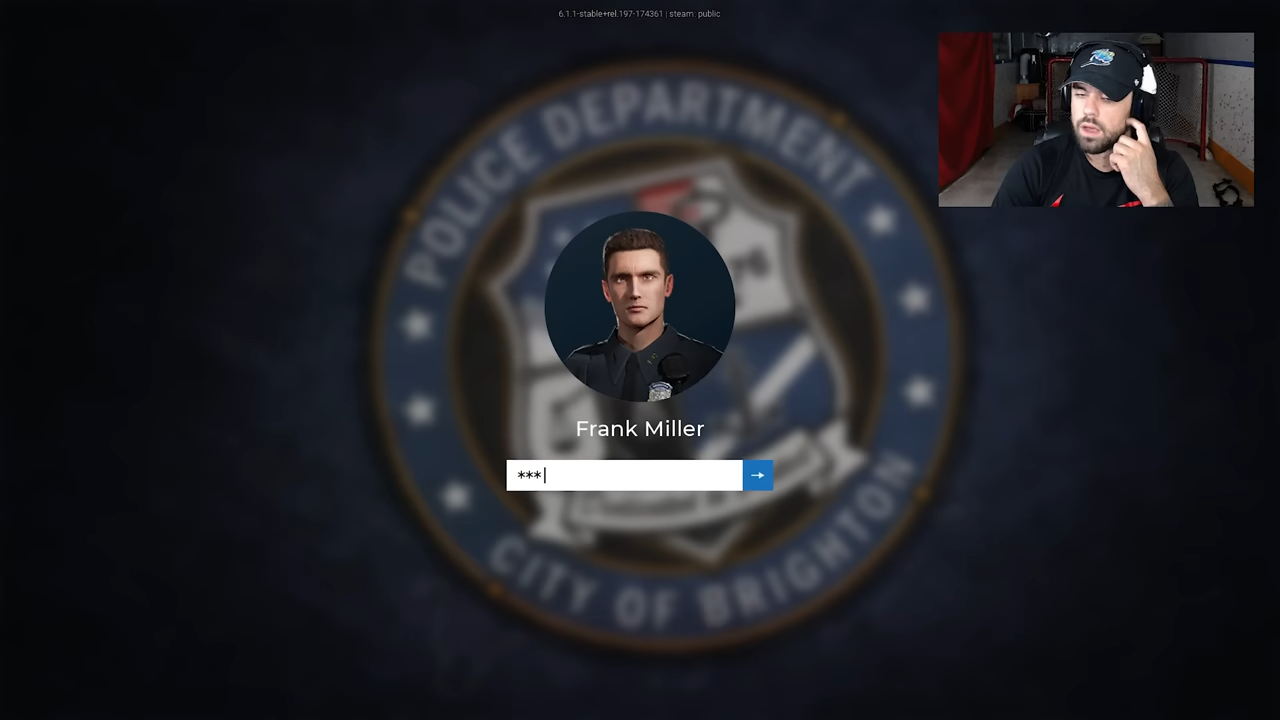 6.1.1-stable+rel.197-174361 | steam: public
POLICE DEPARTMENT
Frank Miller
***
CITY OF BRIGHTON